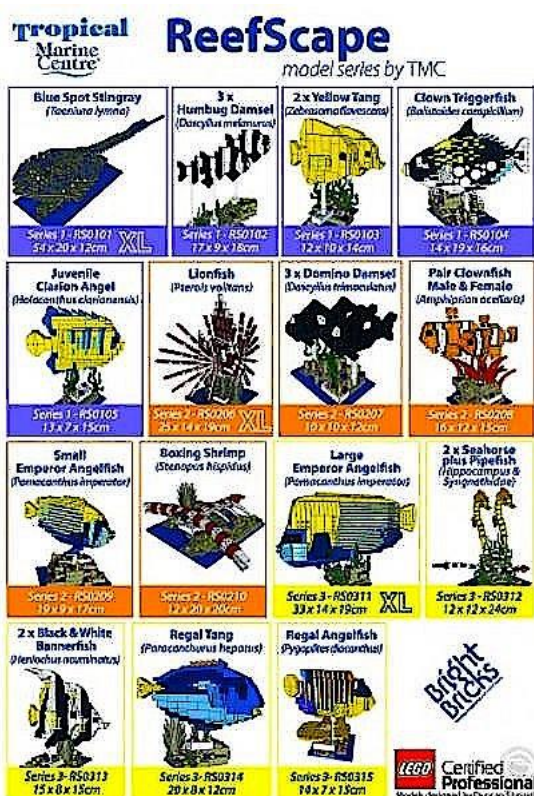 Tropical
Marine
Centre
ReefScape
model series by TMC
Blue Spot Stingray
(Taeniura lymna)
Series 1 - RS0101
54 x 20 x 12cm XL
3 x
Humbug Damsel
(Dascyllus melanurus)
Series 1 - RS0102
17 x 9 x 18cm
2 x Yellow Tang
(Zebrasoma flavescens)
Series 1 - RS0103
12 x 10 x 14cm
Clown Triggerfish
(Balistoides conspicillum)
Series 1 - RS0104
14 x 19 x 16cm
Juvenile
Clarion Angel
(Holacanthus clarionensis)
Series 1 - RS0105
13 x 7 x 15cm
Lionfish
(Pterois volitans)
Series 2 - RS0206
25 x 14 x 19cm XL
3 x Domino Damsel
(Dascyllus trimaculatus)
Series 2 - RS0207
10 x 10 x 12cm
Pair Clownfish
Male & Female
(Amphiprion ocellaris)
Series 2 - RS0208
16 x 12 x 15cm
Small
Emperor Angelfish
(Pomacanthus imperator)
Series 2 - RS0209
19 x 9 x 17cm
Boxing Shrimp
(Stenopus hispidus)
Series 2 - RS0210
12 x 20 x 20cm
Large
Emperor Angelfish
(Pomacanthus imperator)
Series 3 - RS0311
33 x 14 x 19cm XL
2 x Seahorse
plus Pipefish
(Hippocampus &
Syngnathidae)
Series 3 - RS0312
12 x 12 x 24cm
2 x Black & White
Bannerfish
(Heniochus acuminatus)
Series 3- RS0313
15 x 8 x 15cm
Regal Tang
(Paracanthurus hepatus)
Series 3- RS0314
20 x 8 x 12cm
Regal Angelfish
(Pygoplites diacanthus)
Series 3- RS0315
14 x 7 x 13cm
Bright
Bricks
LEGO Certified
Professional
Models designed by